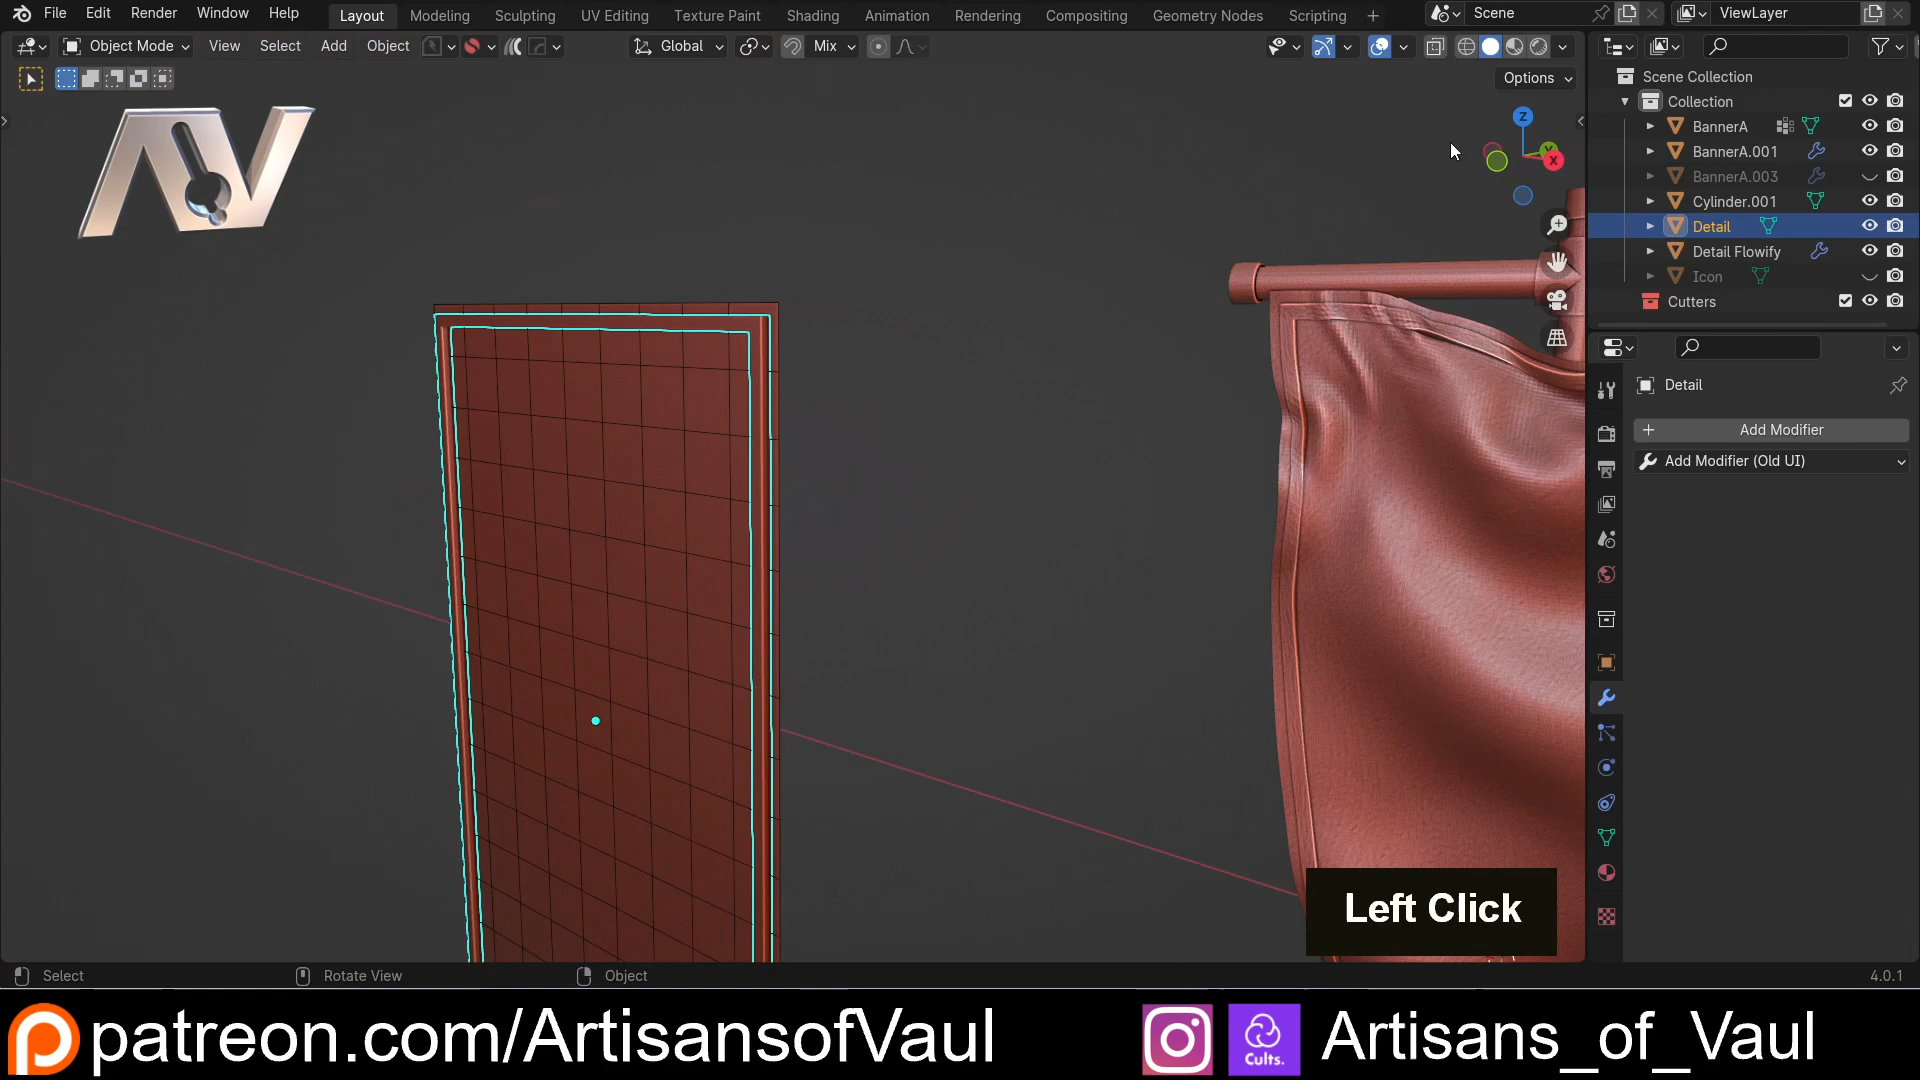 File Edit Render Window Help Layout Modeling Sculpting UV Editing Texture Paint Shading Animation Rendering Compositing Geometry Nodes Scripting + Scene ViewLayer
Object Mode View Select Add Object Global Mix
Options
Scene Collection
Collection
BannerA
BannerA.001
BannerA.003
Cylinder.001
Detail
Detail Flowify
Icon
Cutters
Z
Y
X
Detail
Add Modifier
Add Modifier (Old UI)
AV
Left Click
Select Rotate View Object 4.0.1
patreon.com/ArtisansofVaul Cults. Artisans_of_Vaul